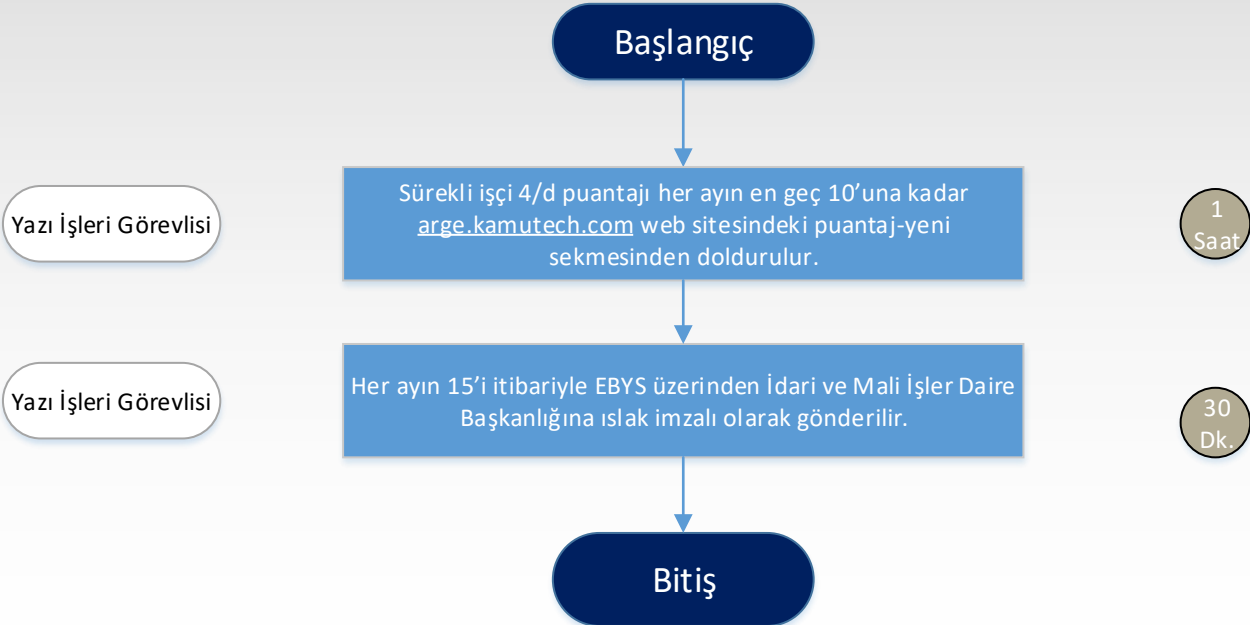 Başlangıç
Yazı İşleri Görevlisi
Sürekli işçi 4/d puantajı her ayın en geç 10’una kadar
arge.kamutech.com web sitesindeki puantaj-yeni
sekmesinden doldurulur.
1
Saat
Yazı İşleri Görevlisi
Her ayın 15’i itibariyle EBYS üzerinden İdari ve Mali İşler Daire
Başkanlığına ıslak imzalı olarak gönderilir.
30
Dk.
Bitiş